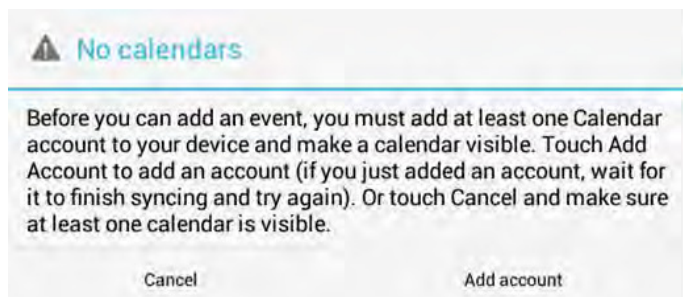 No calendars
Before you can add an event, you must add at least one Calendar
account to your device and make a calendar visible. Touch Add
Account to add an account (if you just added an account, wait for
it to finish syncing and try again). Or touch Cancel and make sure
at least one calendar is visible.
Cancel Add account